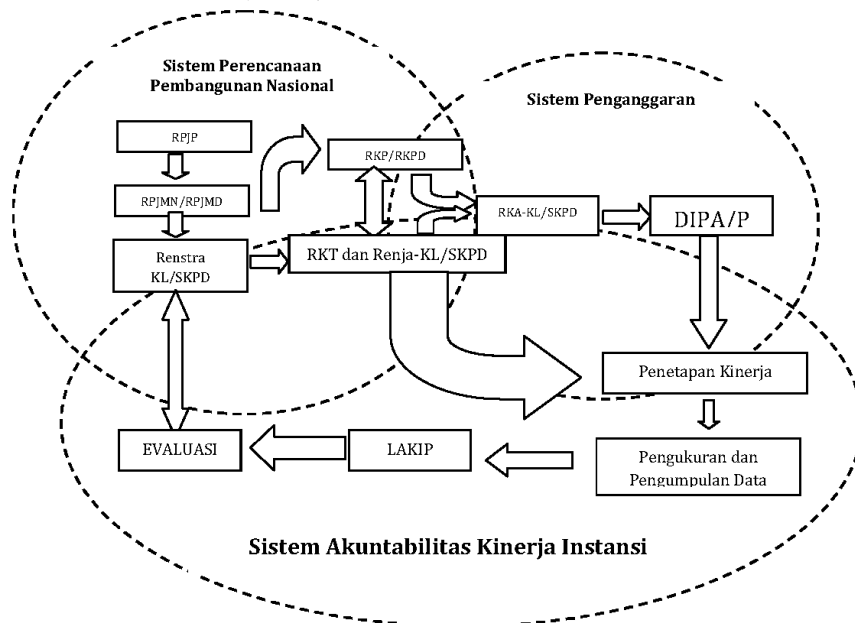 Sistem Perencanaan
Pembangunan Nasional
Sistem Penganggaran
RPJP
RKP/RKPD
RPJMN/RPJMD
RKA-KL/SKPD
DIPA/P
Renstra
KL/SKPD
RKT dan Renja-KL/SKPD
Penetapan Kinerja
EVALUASI
LAKIP
Pengukuran dan
Pengumpulan Data
Sistem Akuntabilitas Kinerja Instansi